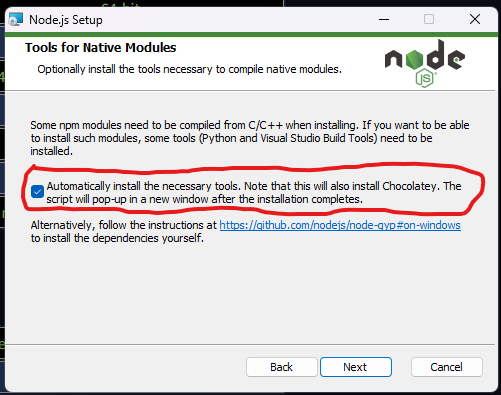 64-bit
Node.js Setup
Tools for Native Modules
Optionally install the tools necessary to compile native modules.
node
JS
Some npm modules need to be compiled from C/C++ when installing. If you want to be able
to install such modules, some tools (Python and Visual Studio Build Tools) need to be
installed.
Automatically install the necessary tools. Note that this will also install Chocolatey. The
script will pop-up in a new window after the installation completes.
Alternatively, follow the instructions at https://github.com/nodejs/node-gyp#on-windows
to install the dependencies yourself.
Back
Next
Cancel